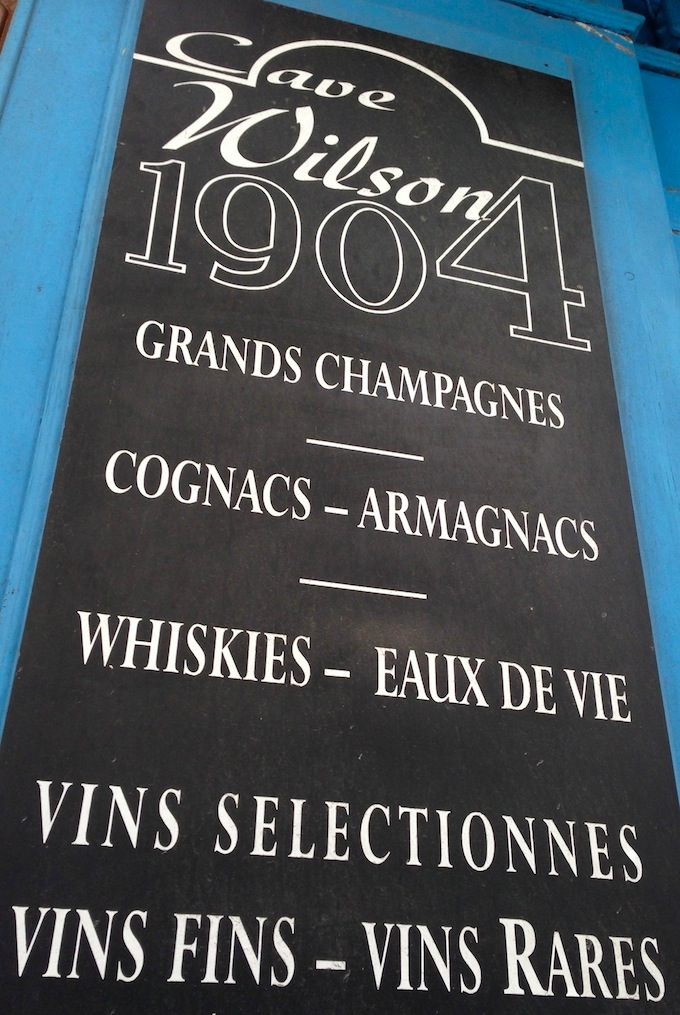 Cave
Wilson
1904
GRANDS CHAMPAGNES
COGNACS – ARMAGNACS
WHISKIES – EAUX DE VIE
VINS SELECTIONNES
VINS FINS – VINS RARES